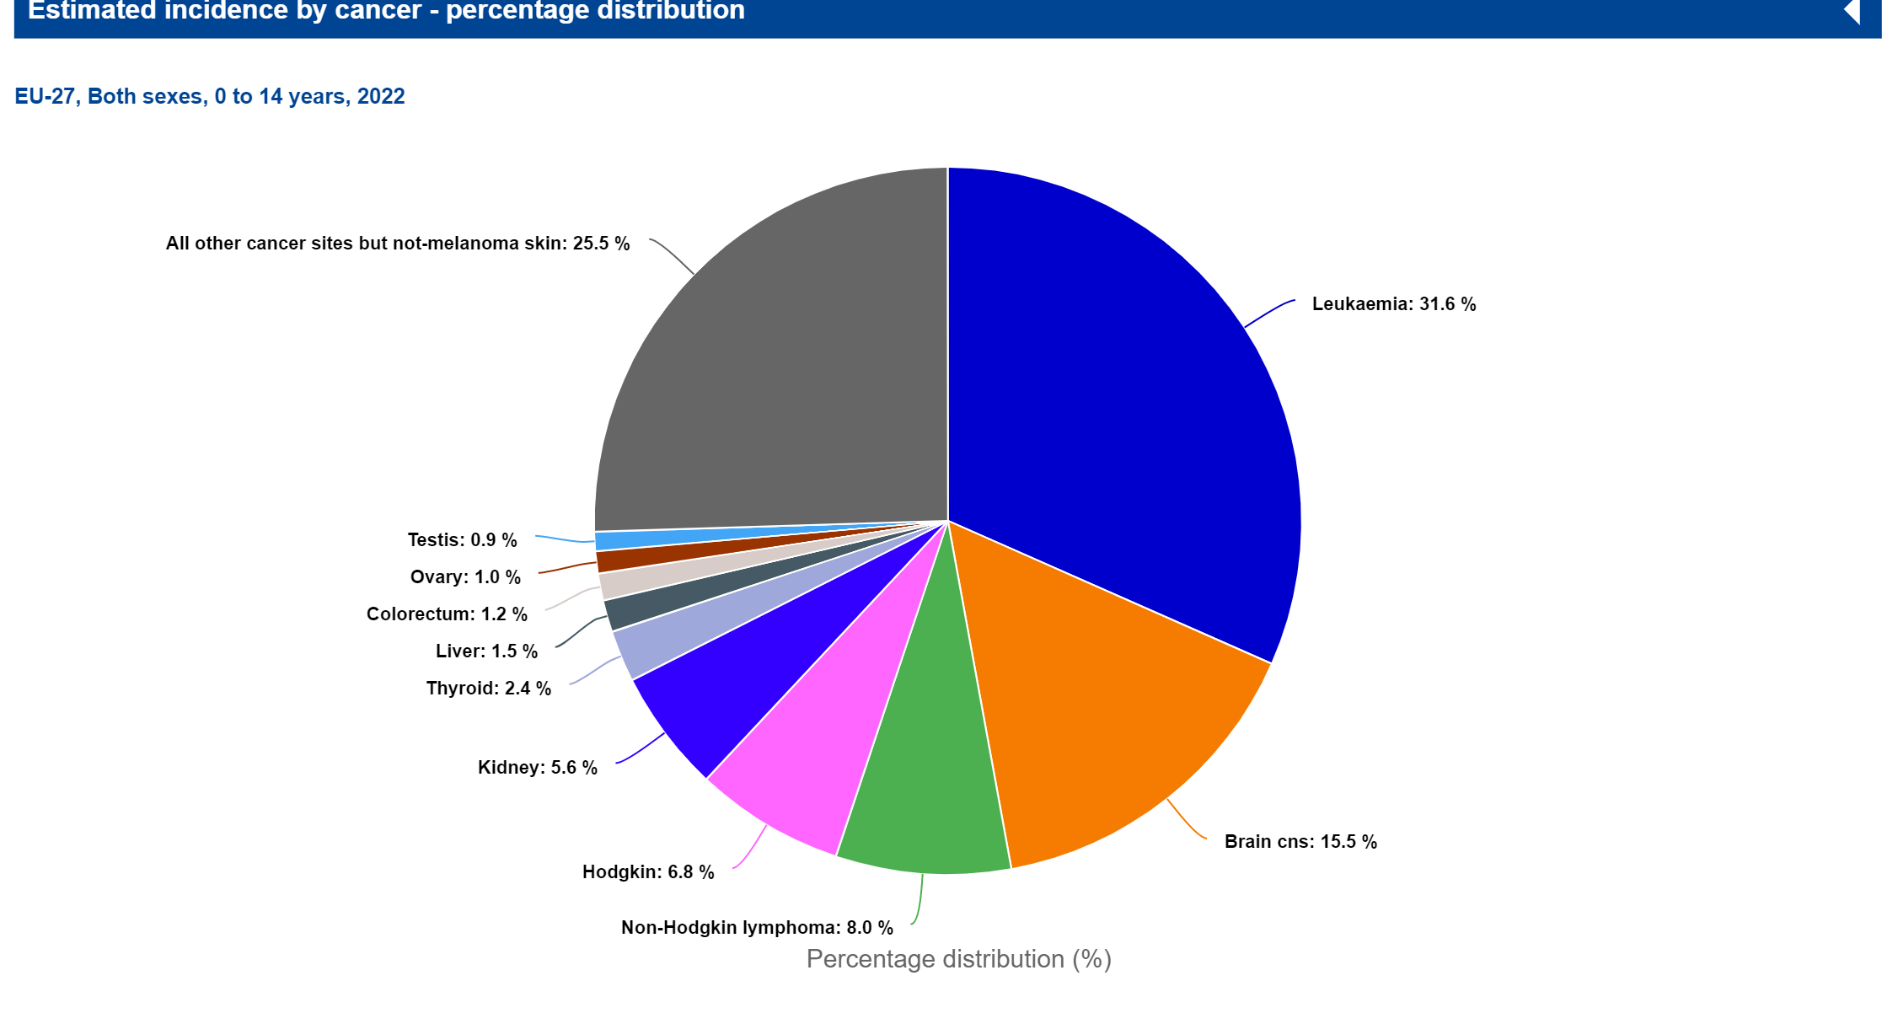 Estimated incidence by cancer - percentage distribution
EU-27, Both sexes, 0 to 14 years, 2022
All other cancer sites but not-melanoma skin: 25.5 %
Leukaemia: 31.6 %
Testis: 0.9 %
Ovary: 1.0 %
Colorectum: 1.2 %
Liver: 1.5 %
Thyroid: 2.4 %
Kidney: 5.6 %
Brain cns: 15.5 %
Hodgkin: 6.8 %
Non-Hodgkin lymphoma: 8.0 %
Percentage distribution (%)